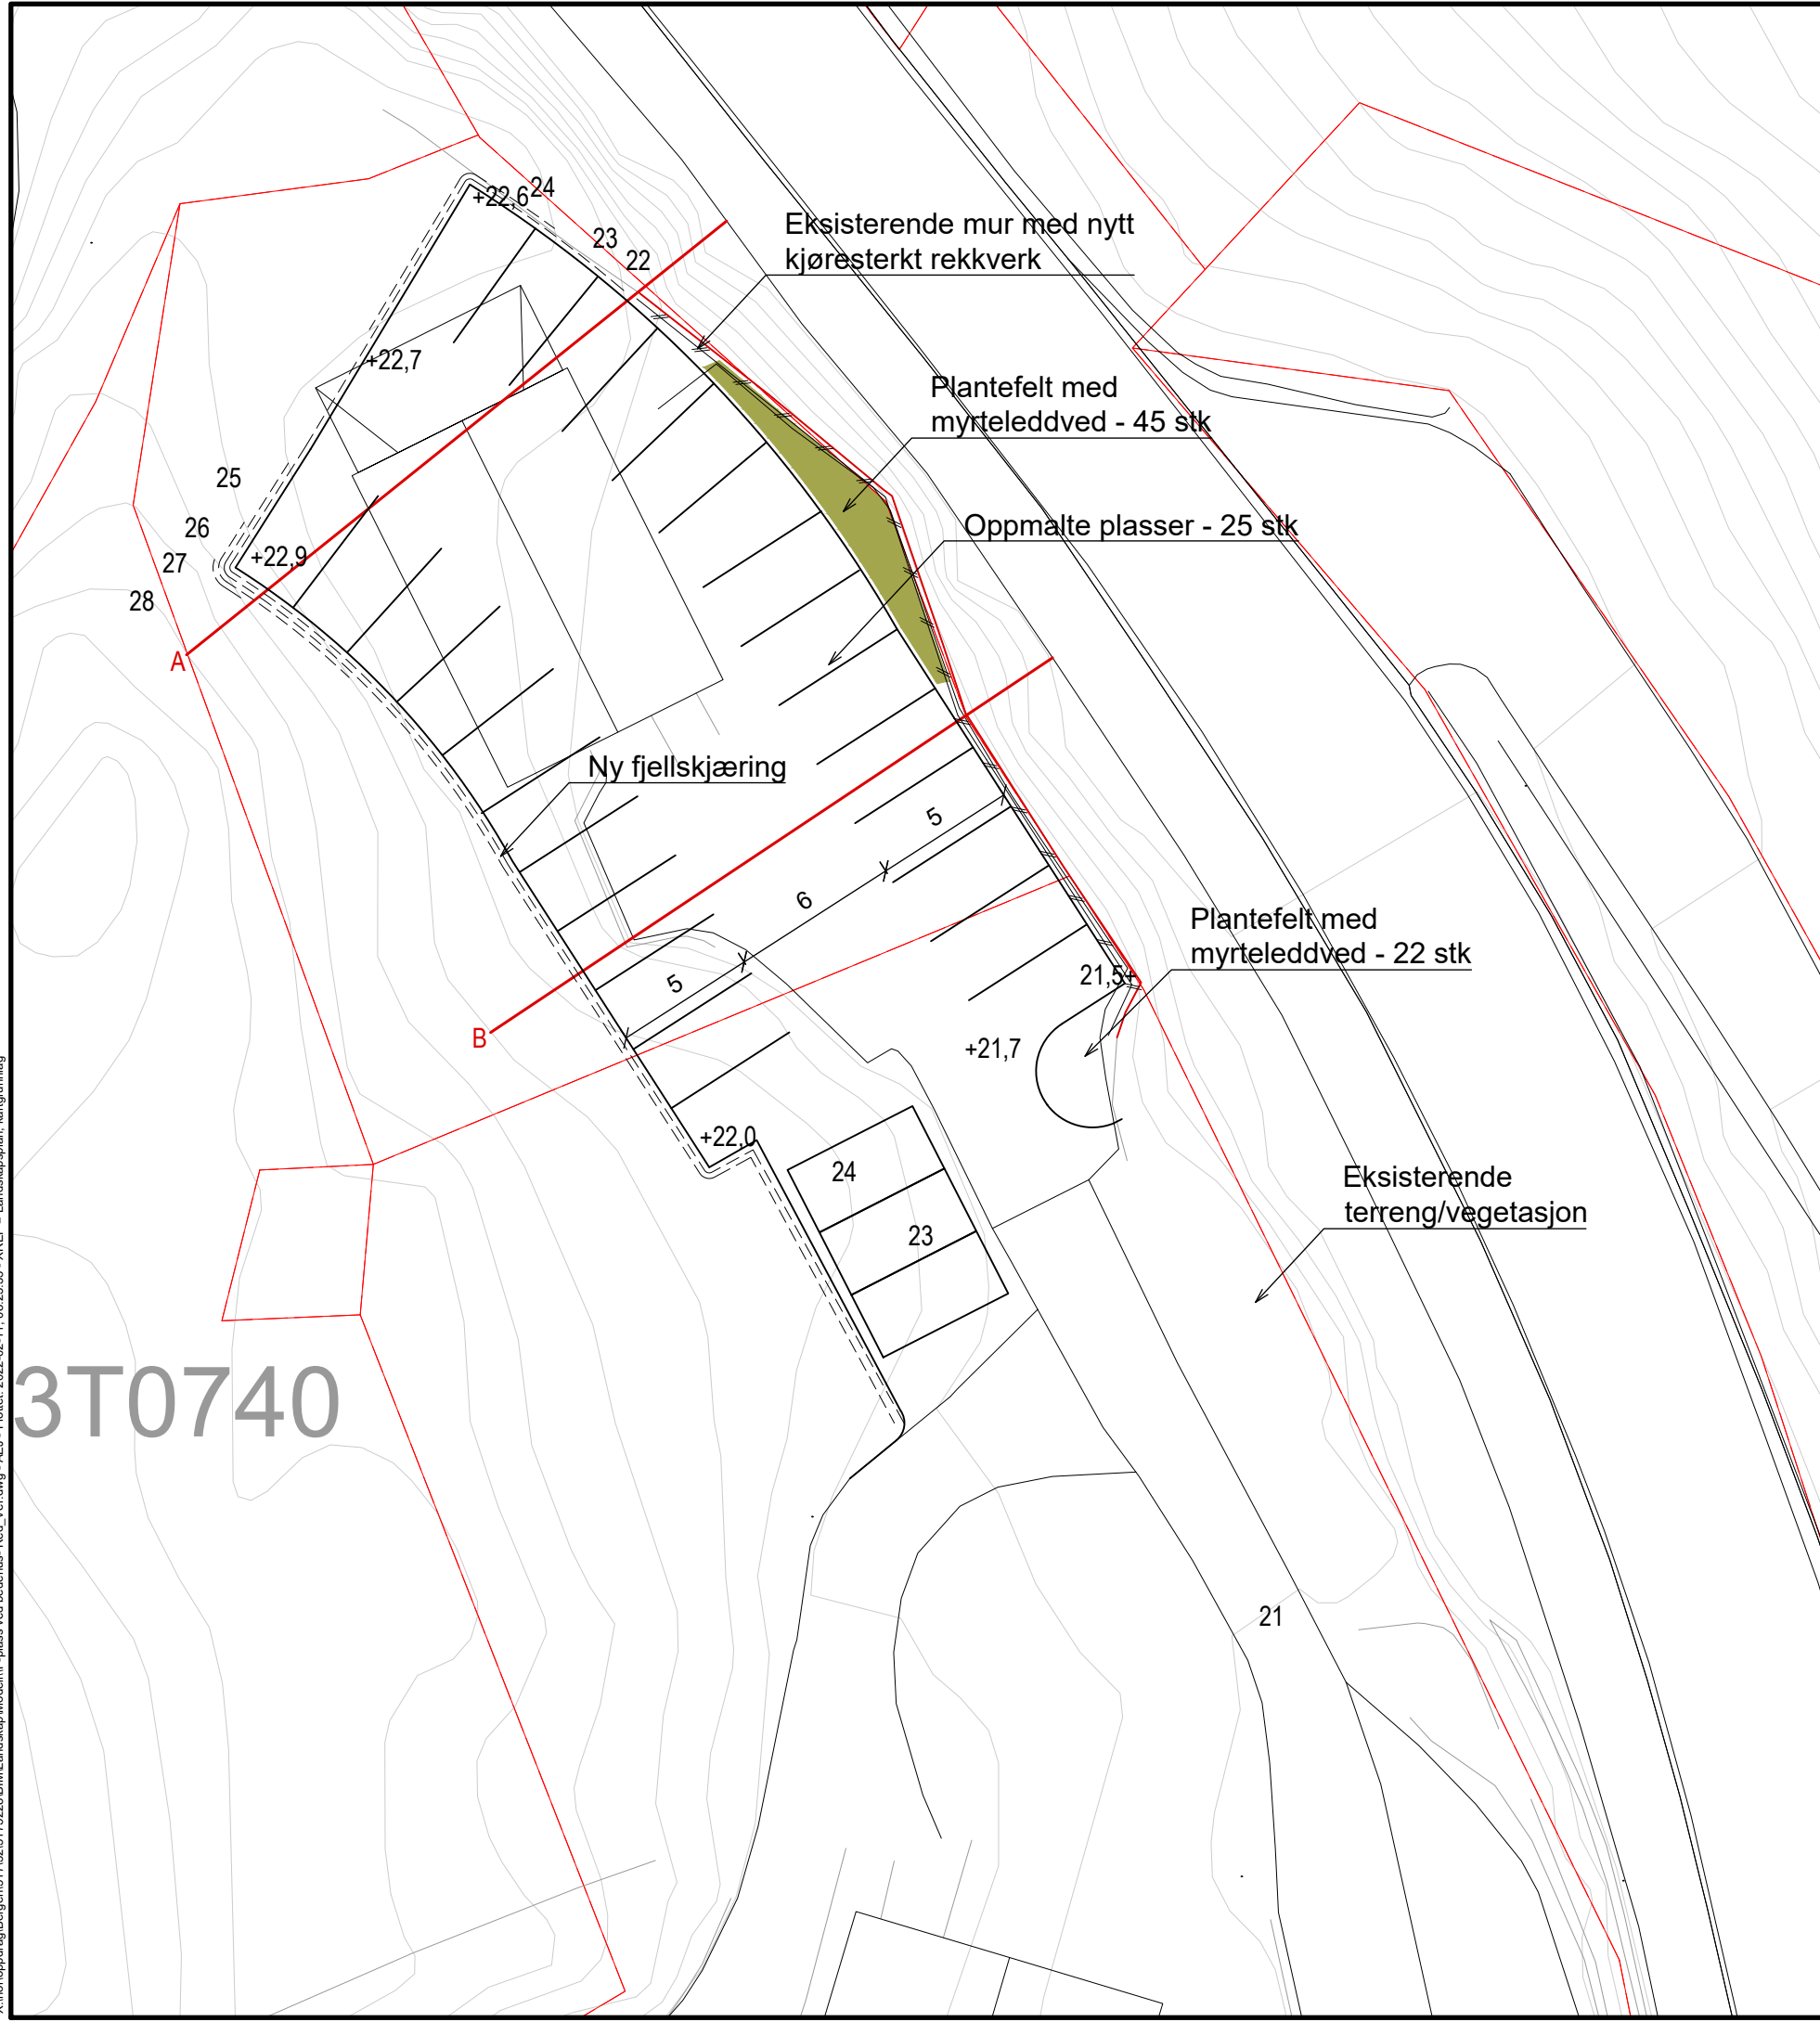 +22,6
24
23
22
Eksisterende mur med nytt
kjøresterkt rekkverk
+22,7
Plantefelt med
myrteleddved - 45 stk
25
26
27
28
+22,9
Oppmalte plasser - 25 stk
A
Ny fjellskjæring
5
6
5
B
Plantefelt med
myrteleddved - 22 stk
21,5+
+21,7
+22,0
24
23
Eksisterende
terreng/vegetasjon
3T0740
21